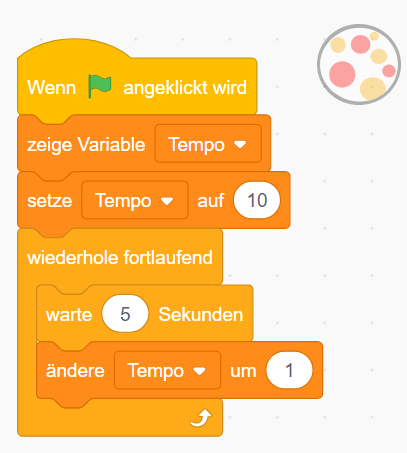 Wenn angeklickt wird
zeige Variable Tempo
setze Tempo auf 10
wiederhole fortlaufend
warte 5 Sekunden
ändere Tempo um 1